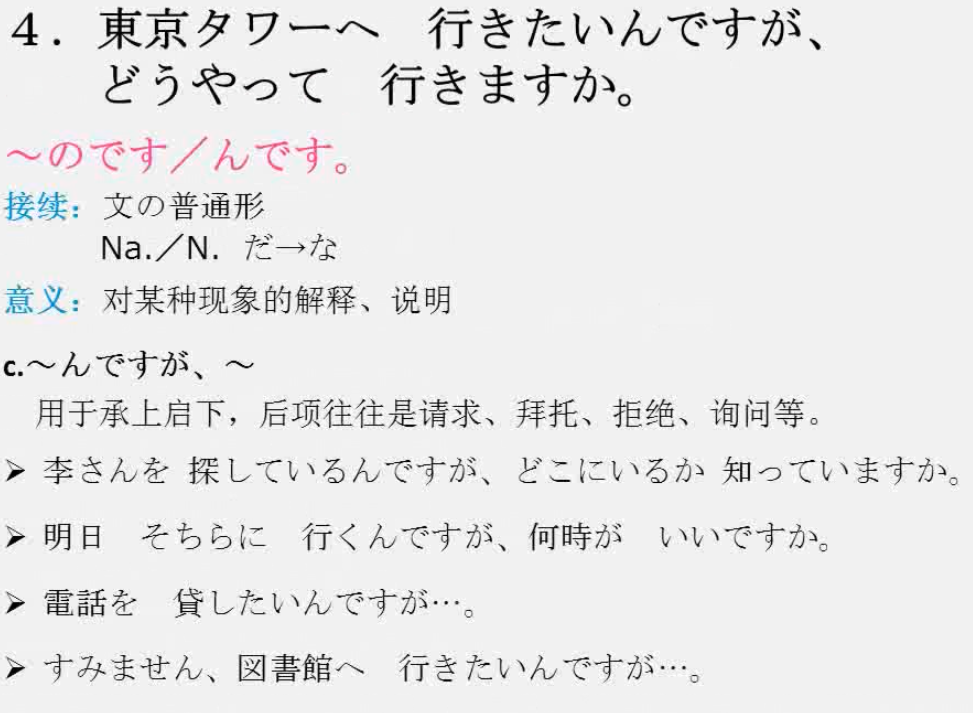 ４．東京タワーへ　行きたいんですが、
どうやって　行きますか。
～のです／んです。
接续：文の普通形
Na.／N. だ→な
意义：对某种现象的解释、说明
c.～んですが、～
用于承上启下，后项往往是请求、拜托、拒绝、询问等。
➢ 李さんを 探しているんですが、どこにいるか 知っていますか。
➢ 明日　そちらに　行くんですが、何時が　いいですか。
➢ 電話を　貸したいんですが…。
➢ すみません、図書館へ　行きたいんですが…。